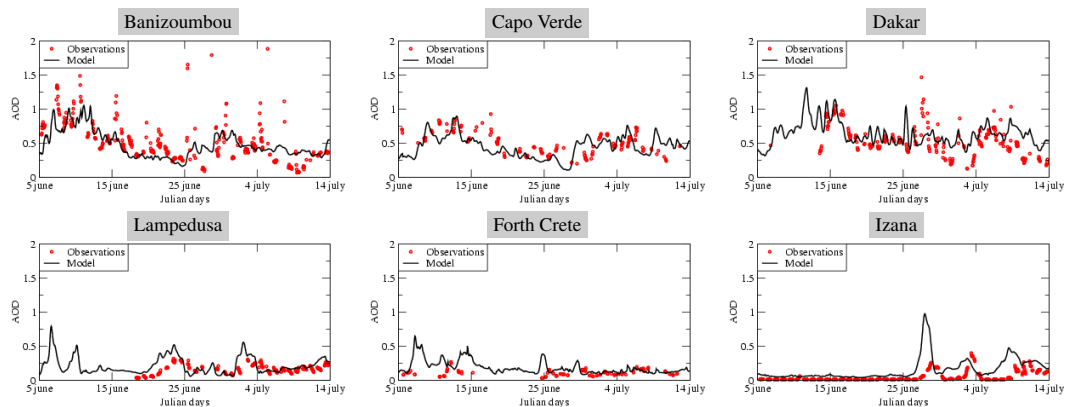 Banizoumbou
Capo Verde
Dakar
2
1.5
1
0.5
0
AOD
Observations
Model
5 june
15 june
25 june
4 july
14 july
Julian days
2
1.5
1
0.5
0
AOD
Observations
Model
5 june
15 june
25 june
4 july
14 july
Julian days
2
1.5
1
0.5
0
AOD
Observations
Model
5 june
15 june
25 june
4 july
14 july
Julian days
Lampedusa
Forth Crete
Izana
2
1.5
1
0.5
0
AOD
Observations
Model
5 june
15 june
25 june
4 july
14 july
Julian days
2
1.5
1
0.5
0
AOD
Observations
Model
5 june
15 june
25 june
4 july
14 july
Julian days
2
1.5
1
0.5
0
AOD
Observations
Model
5 june
15 june
25 june
4 july
14 july
Julian days